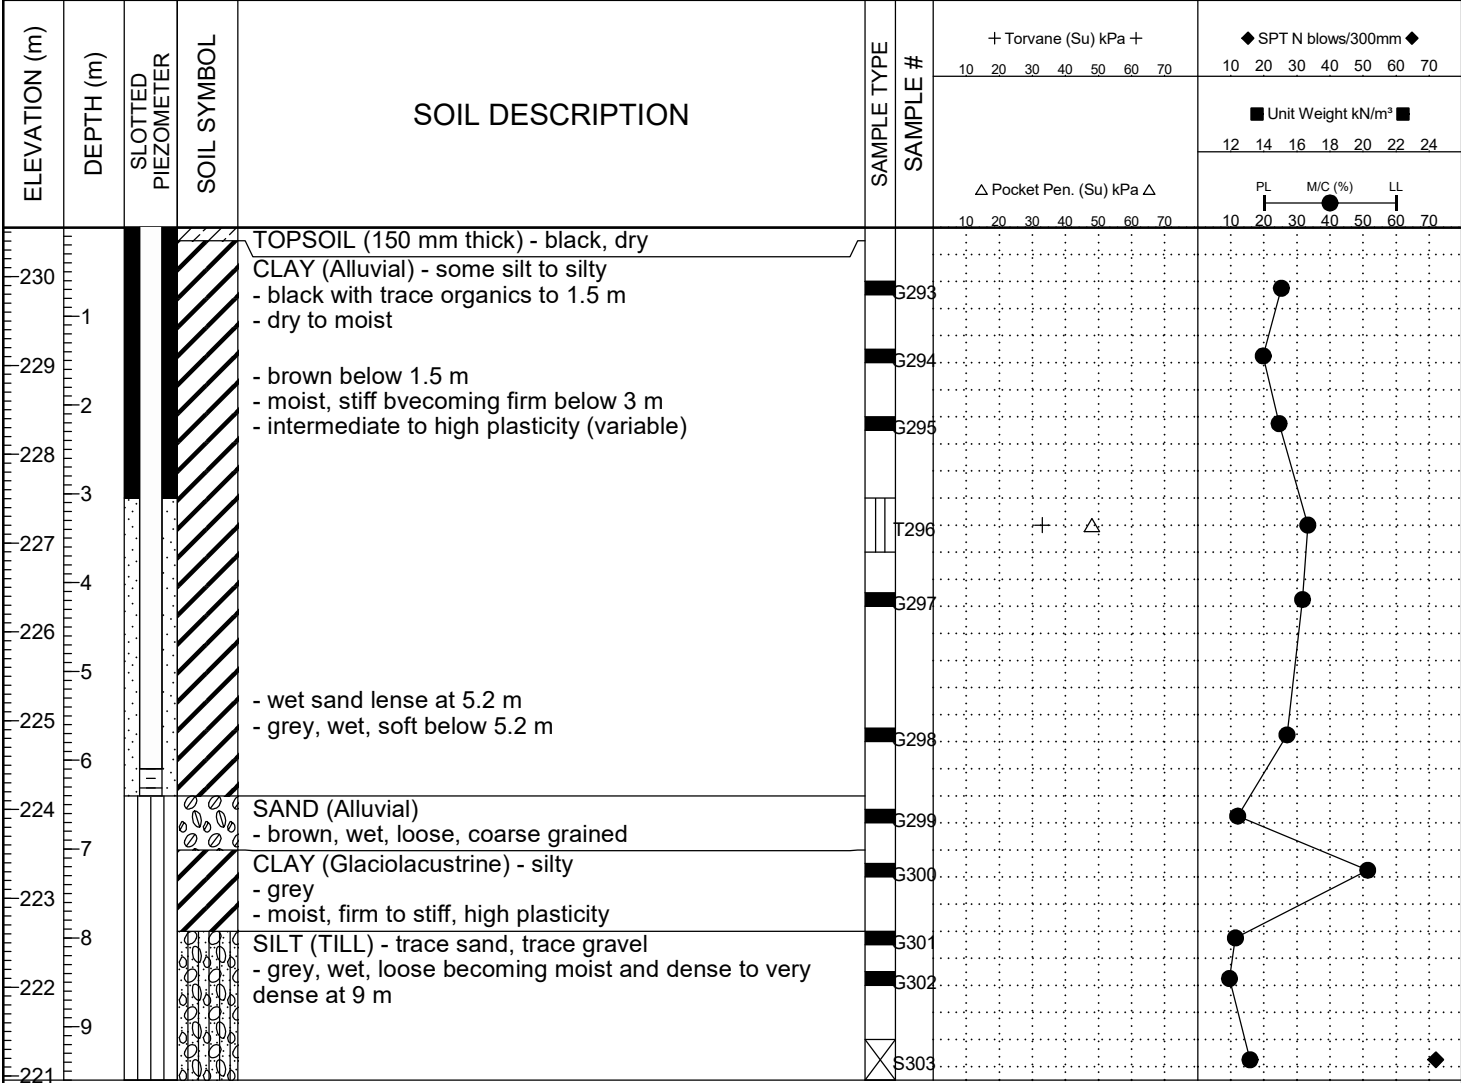 ELEVATION (m)
DEPTH (m)
SLOTTED
PIEZOMETER
SOIL SYMBOL
SOIL DESCRIPTION
SAMPLE TYPE
SAMPLE #
+ Torvane (Su) kPa +
10 20 30 40 50 60 70
△ Pocket Pen. (Su) kPa △
10 20 30 40 50 60 70
◆ SPT N blows/300mm ◆
10 20 30 40 50 60 70
■ Unit Weight kN/m³ ■
12 14 16 18 20 22 24
PL M/C (%) LL
10 20 30 40 50 60 70
TOPSOIL (150 mm thick) - black, dry
CLAY (Alluvial) - some silt to silty
230
- black with trace organics to 1.5 m
G293
1
- dry to moist
G294
229
- brown below 1.5 m
2
- moist, stiff bvecoming firm below 3 m
- intermediate to high plasticity (variable)
G295
228
3
T296
227
4
G297
226
5
- wet sand lense at 5.2 m
225
- grey, wet, soft below 5.2 m
G298
6
224
SAND (Alluvial)
G299
- brown, wet, loose, coarse grained
7
CLAY (Glaciolacustrine) - silty
G300
- grey
223
- moist, firm to stiff, high plasticity
8
SILT (TILL) - trace sand, trace gravel
G301
- grey, wet, loose becoming moist and dense to very
G302
222
dense at 9 m
9
S303
221